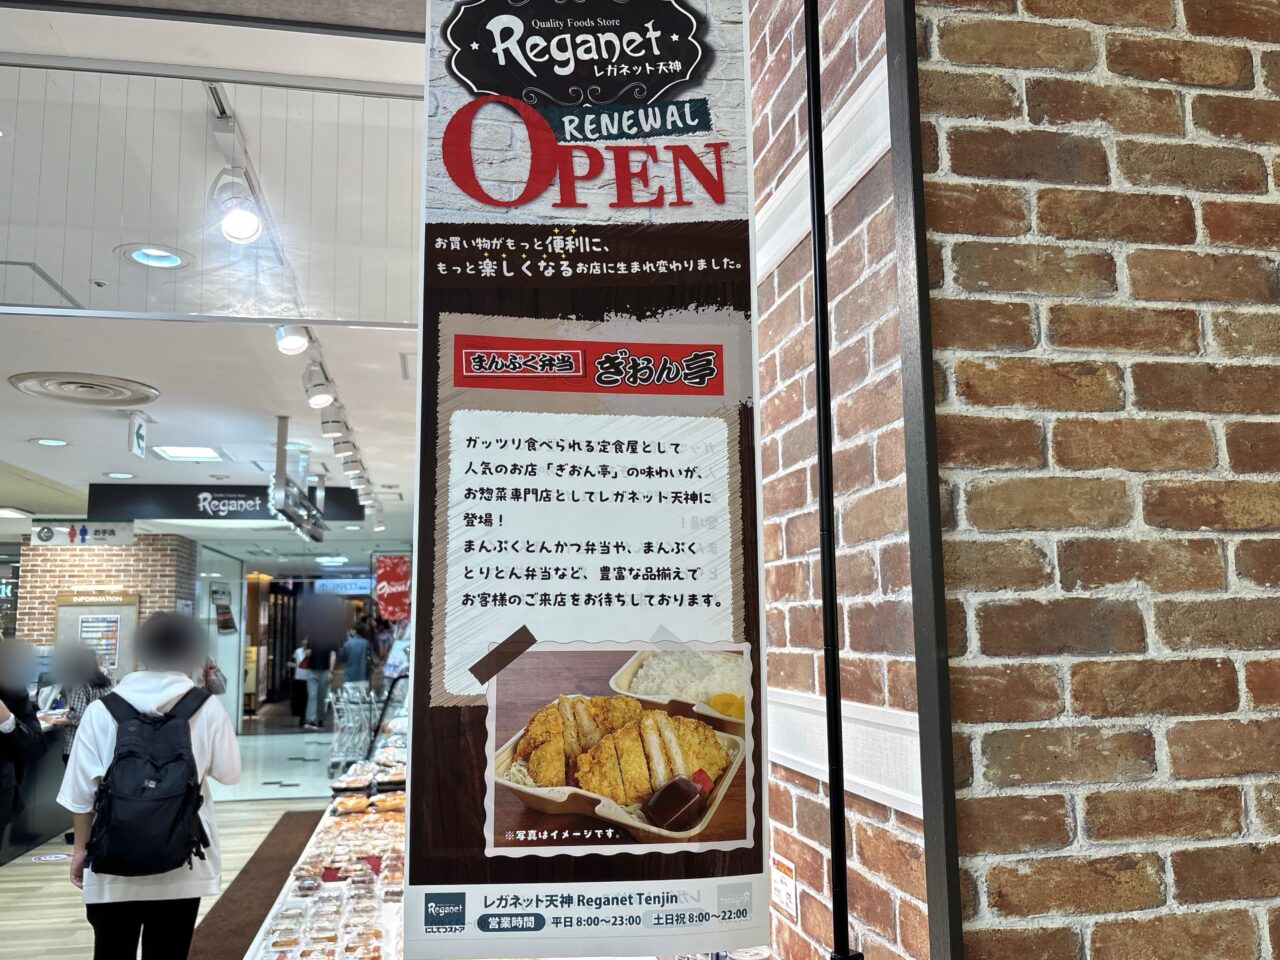 Quality Foods Store
Reganet
レガネット天神
RENEWAL
OPEN
お買い物がもっと便利に、
もっと楽しくなるお店に生まれ変わりました。
まんぷく弁当 ぎおん亭
ガッツリ食べられる定食屋として
人気のお店「ぎおん亭」の味わいが、
お惣菜専門店としてレガネット天神に
登場!
まんぷくとんかつ弁当や、まんぷく
とりとん弁当など、豊富な品揃えで
お客様のご来店をお待ちしております。
※写真はイメージです。
Reganet
にしてつストア
レガネット天神 Reganet Tenjin
営業時間 平日 8:00〜23:00 土日祝 8:00〜22:00
Quality Foods Store
Reganet
お手洗
INFORMATION
Open!